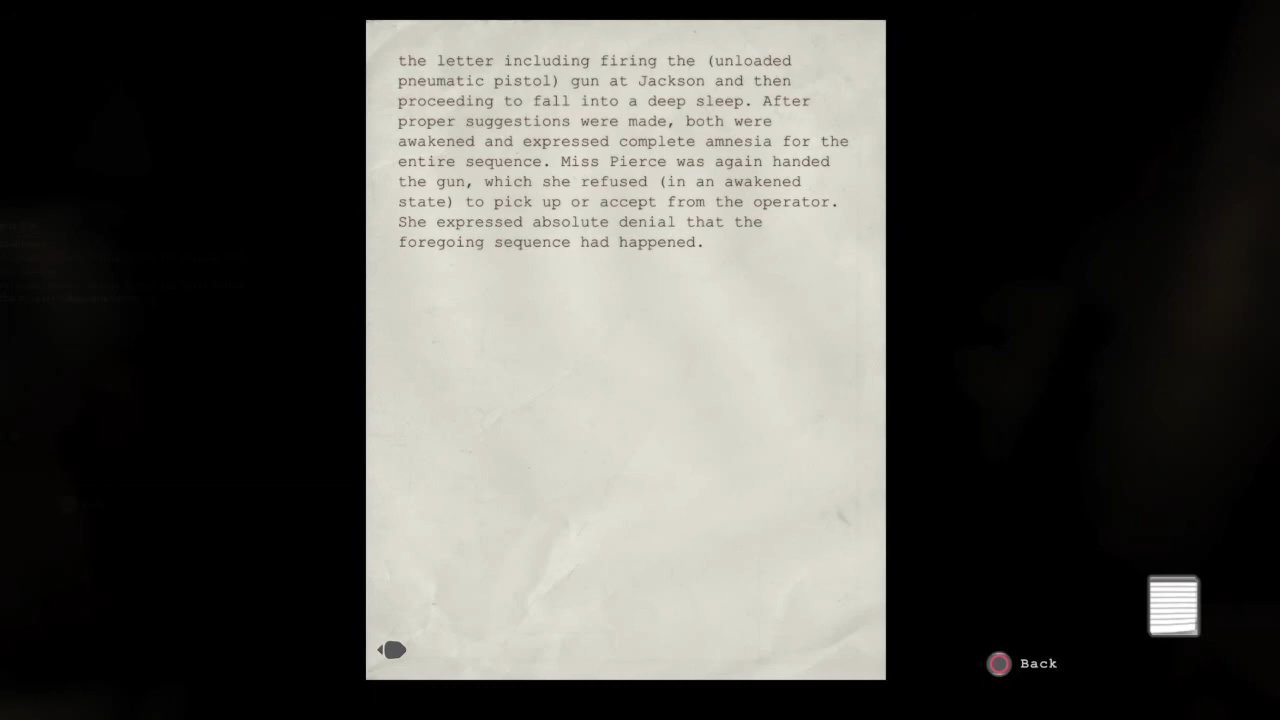 the letter including firing the (unloaded
pneumatic pistol) gun at Jackson and then
proceeding to fall into a deep sleep. After
proper suggestions were made, both were
awakened and expressed complete amnesia for the
entire sequence. Miss Pierce was again handed
the gun, which she refused (in an awakened
state) to pick up or accept from the operator.
She expressed absolute denial that the
foregoing sequence had happened.
Back